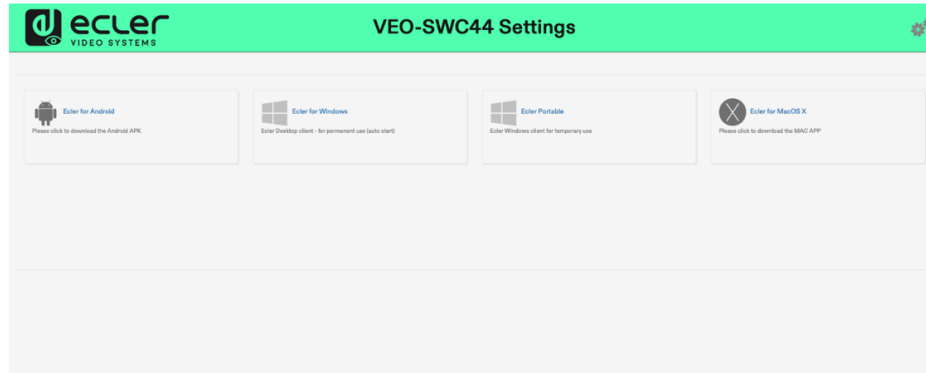 ecler
VIDEO SYSTEMS
VEO-SWC44 Settings
Ecler for Android
Please click to download the Android APK
Ecler for Windows
Ecler Desktop client - for permanent use (auto start)
Ecler Portable
Ecler Windows client for temporary use
Ecler for MacOS X
Please click to download the MAC APP